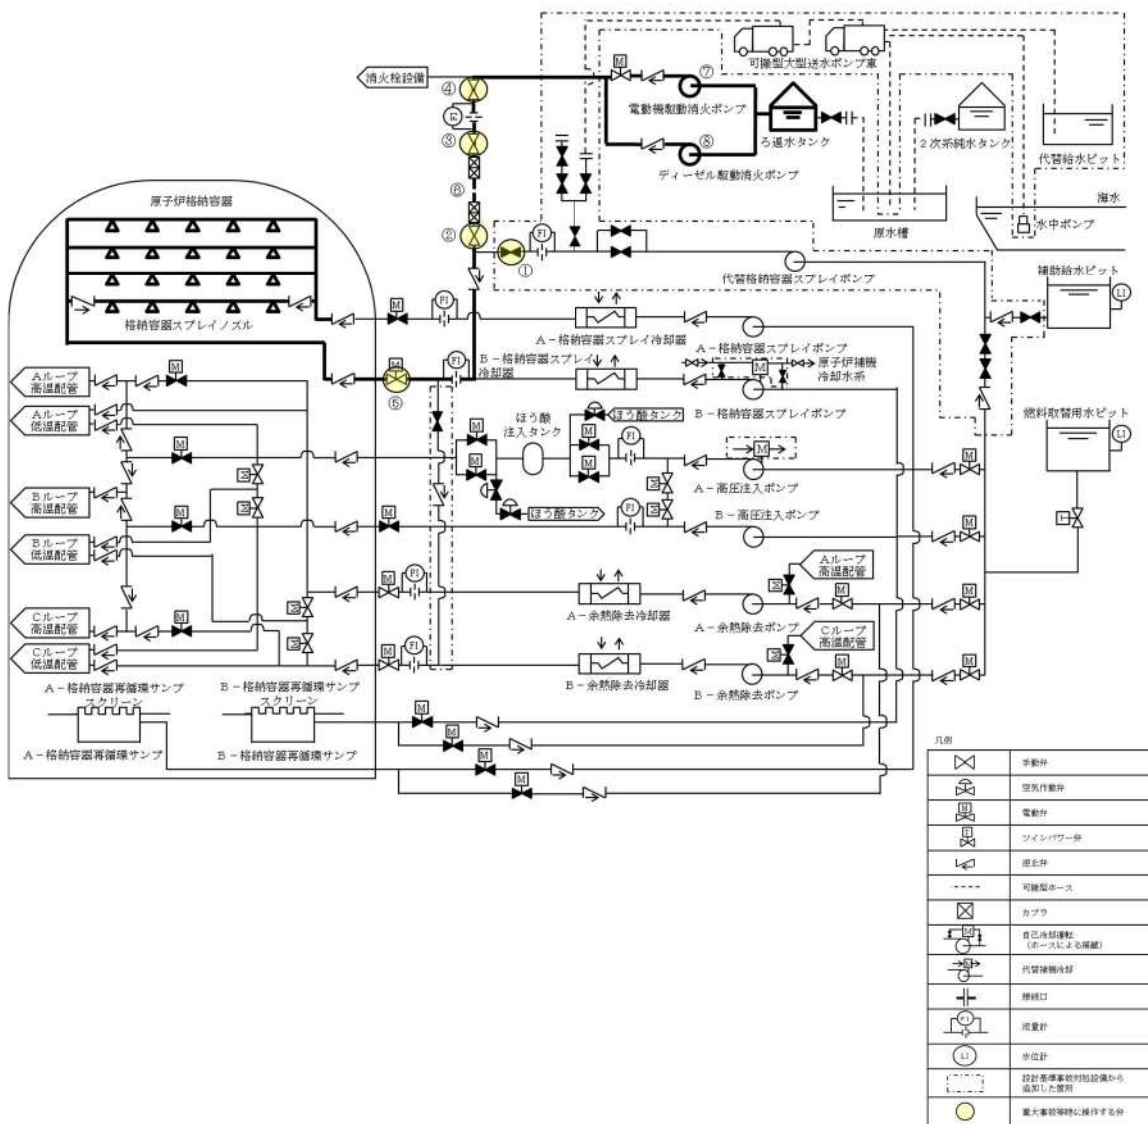 可搬型大型送水ポンプ車
消火栓設備
④
M
⑦
電動機駆動消火ポンプ
ろ過水タンク
2次系純水タンク
代替給水ピット
FI
③
⑧
ディーゼル駆動消火ポンプ
⑥
原水槽
海水
水中ポンプ
②
FI
①
代替格納容器スプレイポンプ
補助給水ピット
LI
原子炉格納容器
格納容器スプレイノズル
M
FI
A-格納容器スプレイ冷却器
A-格納容器スプレイポンプ
B-格納容器スプレイ
冷却器
原子炉補機
冷却水系
M
FI
M
⑤
B-格納容器スプレイポンプ
燃料取替用水ピット
LI
Aループ
高温配管
M
Aループ
低温配管
ほう酸
注入タンク
ほう酸タンク
M
M
FI
M
M
M
M
A-高圧注入ポンプ
M
M
M
Bループ
高温配管
M
ほう酸タンク
M
M
M
FI
B-高圧注入ポンプ
M
T
Bループ
低温配管
Aループ
高温配管
M
FI
M
M
M
M
A-余熱除去冷却器
A-余熱除去ポンプ
Cループ
高温配管
M
M
Cループ
高温配管
Cループ
低温配管
M
FI
M
M
M
B-余熱除去冷却器
B-余熱除去ポンプ
A-格納容器再循環サンプ
スクリーン
B-格納容器再循環サンプ
スクリーン
A-格納容器再循環サンプ
B-格納容器再循環サンプ
M
M
M
M
凡例
手動弁
空気作動弁
M
電動弁
T
ツインパワー弁
逆止弁
可搬型ホース
カプラ
M
自己冷却運転
(ホースによる隔離)
M
代替補機冷却
接続口
FI
流量計
LI
水位計
設計基準事故対処設備から
追加した箇所
重大事故等時に操作する弁